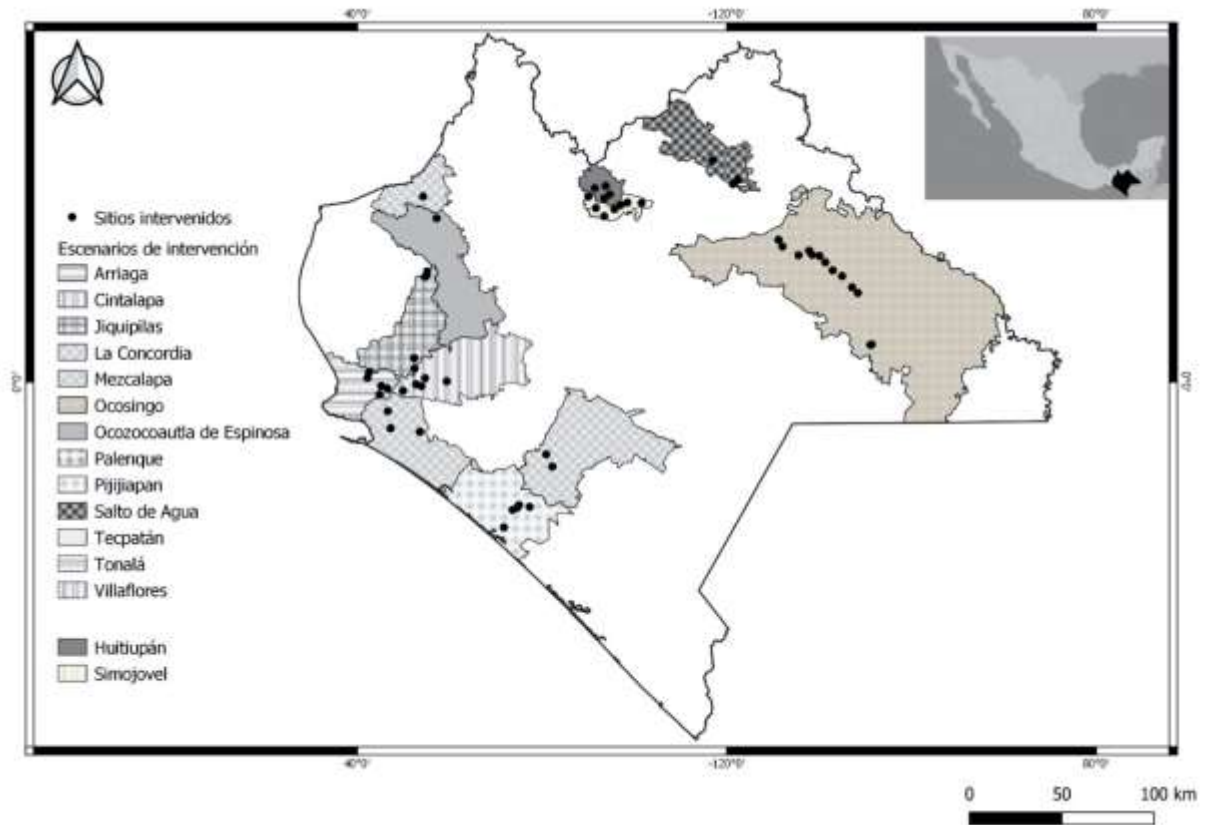 -40°0' -120°0' 80°0'
Sitios intervenidos
Escenarios de intervención
Arriaga
Cintalapa
Jiquipilas
La Concordia
Mezcalapa
Ocosingo
Ocozocoautla de Espinosa
Palenque
Pijijiapan
Salto de Agua
Tecpatán
Tonalá
Villaflores
Huitiupán
Simojovel
0°0' 0°0'
-40°0' -120°0' 80°0'
0 50 100 km